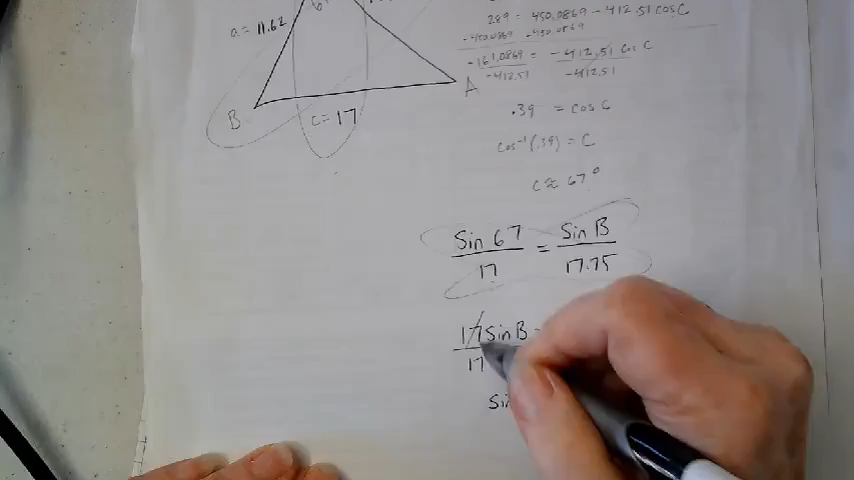 289 = 450.0869 - 412.51 cos C
-450.0869 -450.0869
a = 11.62
-161.0869 = -412.51 Cos C
-412.51 -412.51
A
B
c = 17
.39 = cos C
cos⁻¹(.39) = C
C ≈ 67°
Sin 67 = Sin B
17 17.75
17 Sin B =
17